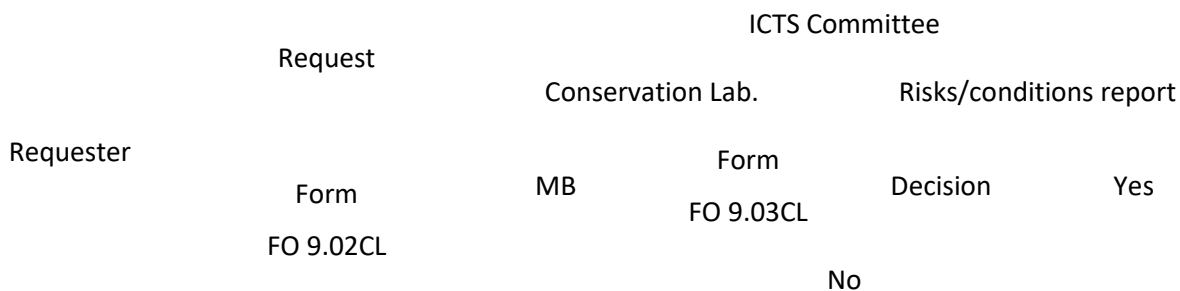 ICTS Committee
Request
Conservation Lab.
Risks/conditions report
Requester
Form
FO 9.02CL
MB
Form
FO 9.03CL
Decision
Yes
No